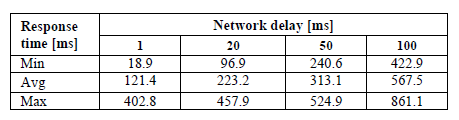 Response time [ms] Network delay [ms]
1 20 50 100
Min 18.9 96.9 240.6 422.9
Avg 121.4 223.2 313.1 567.5
Max 402.8 457.9 524.9 861.1